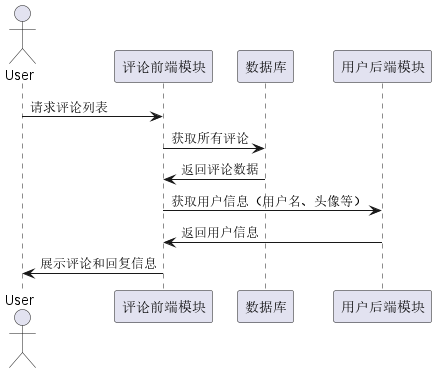 User
评论前端模块
数据库
用户后端模块
请求评论列表
获取所有评论
返回评论数据
获取用户信息（用户名、头像等）
返回用户信息
展示评论和回复信息
User
评论前端模块
数据库
用户后端模块